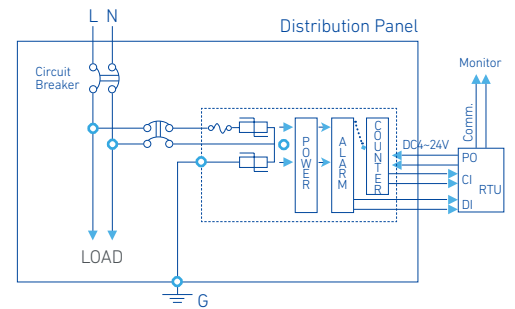 L N
Distribution Panel
Circuit
Breaker
Monitor
Comm.
POWER
ALARM
COUNTER
DC4~24V
PO
CI
RTU
DI
LOAD
G